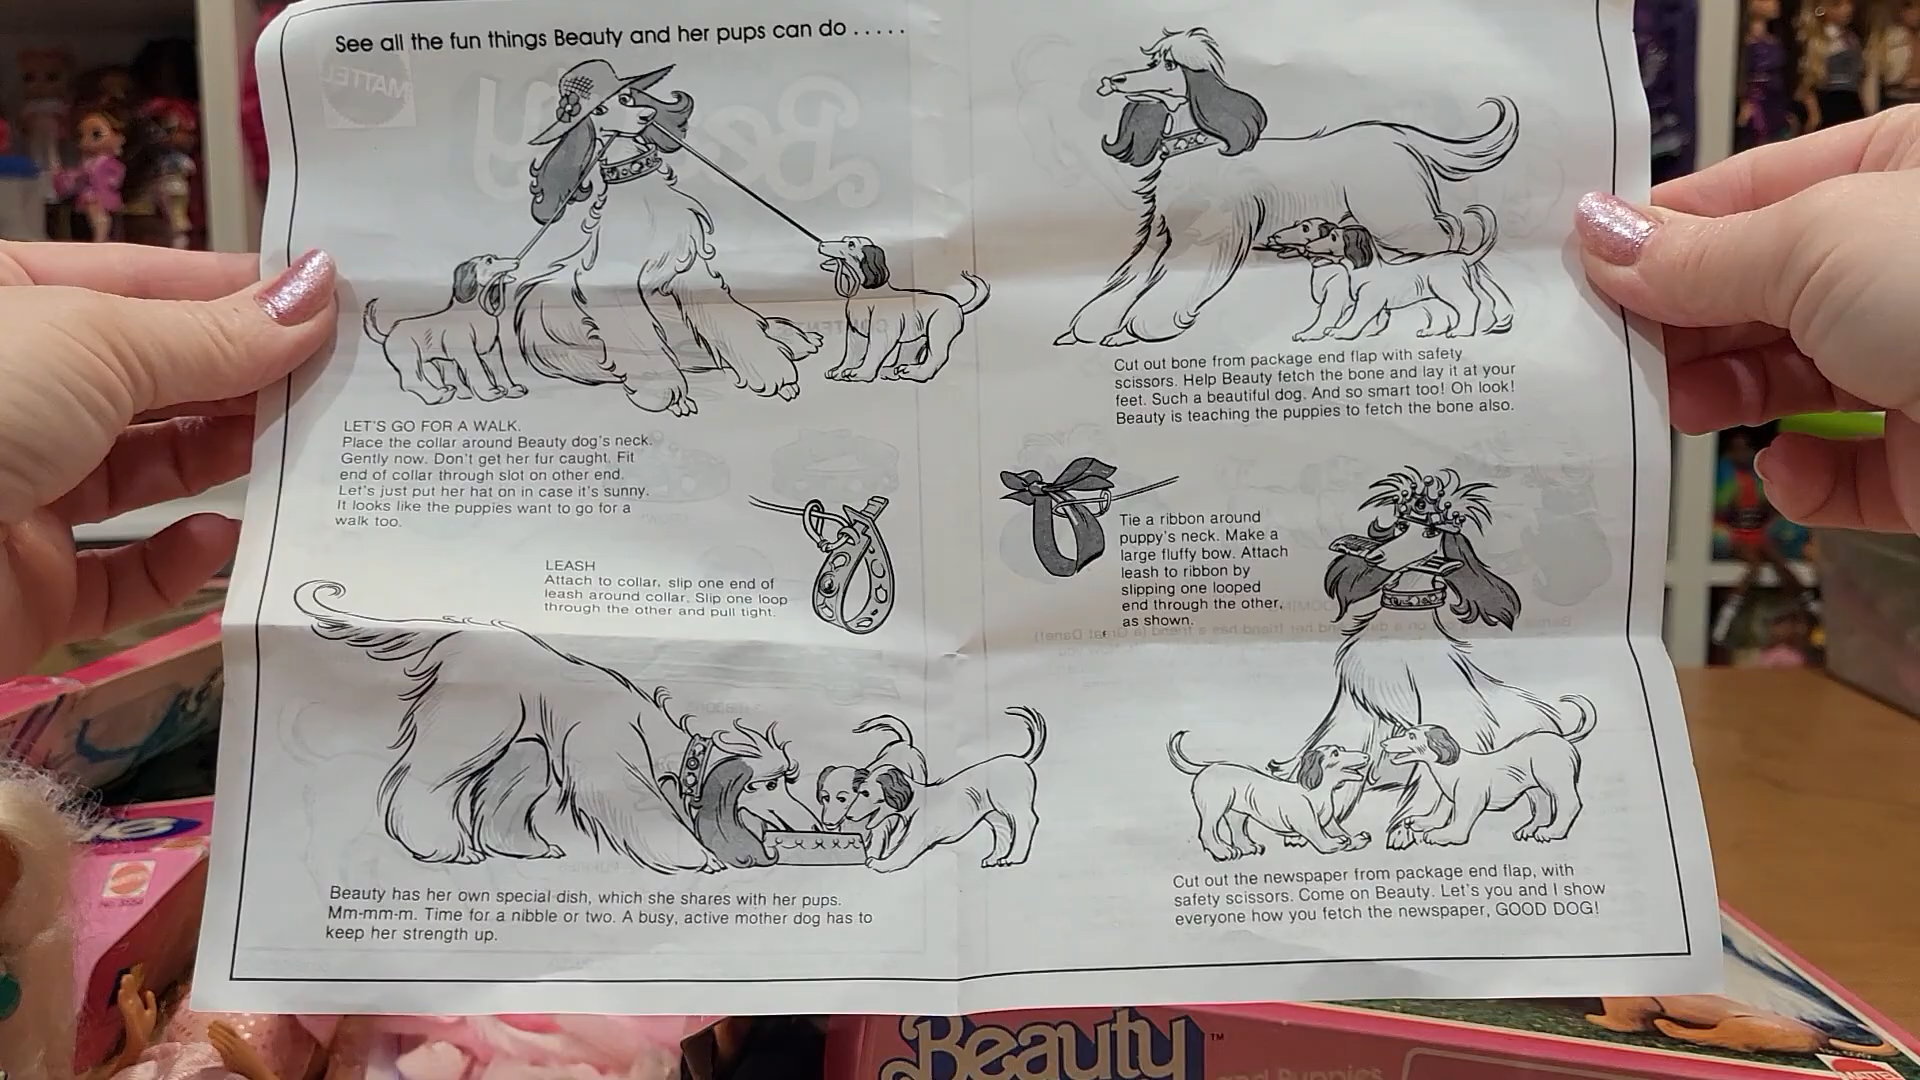 See all the fun things Beauty and her pups can do . . . . .
MATTEL
Beauty
LET'S GO FOR A WALK.
Place the collar around Beauty dog's neck.
Gently now. Don't get her fur caught. Fit
end of collar through slot on other end.
Let's just put her hat on in case it's sunny.
It looks like the puppies want to go for a
walk too.
LEASH
Attach to collar, slip one end of
leash around collar. Slip one loop
through the other and pull tight.
Beauty has her own special dish, which she shares with her pups.
Mm-mm-m. Time for a nibble or two. A busy, active mother dog has to
keep her strength up.
Cut out bone from package end flap with safety
scissors. Help Beauty fetch the bone and lay it at your
feet. Such a beautiful dog. And so smart too! Oh look!
Beauty is teaching the puppies to fetch the bone also.
Tie a ribbon around
puppy's neck. Make a
large fluffy bow. Attach
leash to ribbon by
slipping one looped
end through the other,
as shown.
Cut out the newspaper from package end flap, with
safety scissors. Come on Beauty. Let's you and I show
everyone how you fetch the newspaper, GOOD DOG!
Beauty™
and Puppies
MATTEL